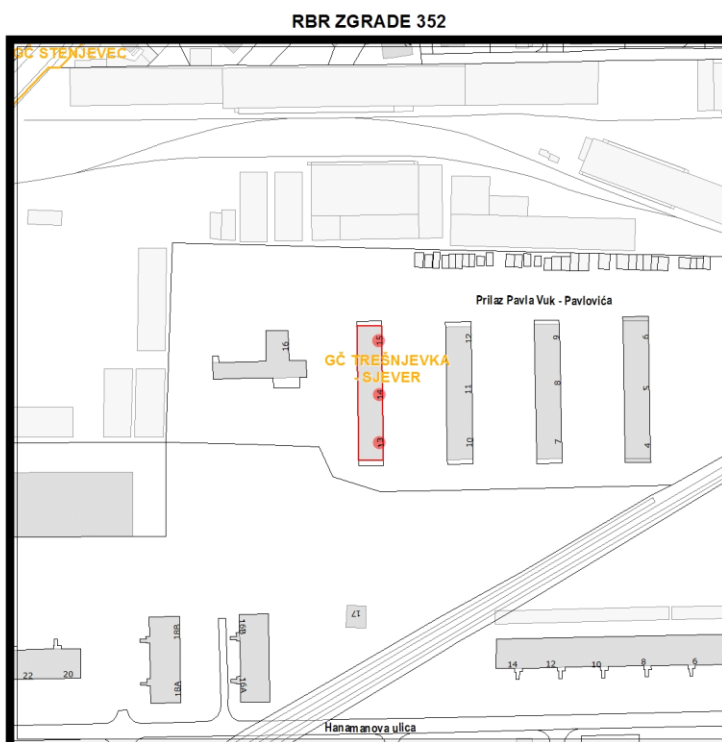 RBR ZGRADE 352
GČ STENJEVEC
Prilaz Pavla Vuk - Pavlovića
16
15
12
9
6
GČ TREŠNJEVKA
- SJEVER
14
11
8
5
13
10
7
4
17
18B
16B
22
20
18A
16A
14
12
10
8
6
Hanamanova ulica